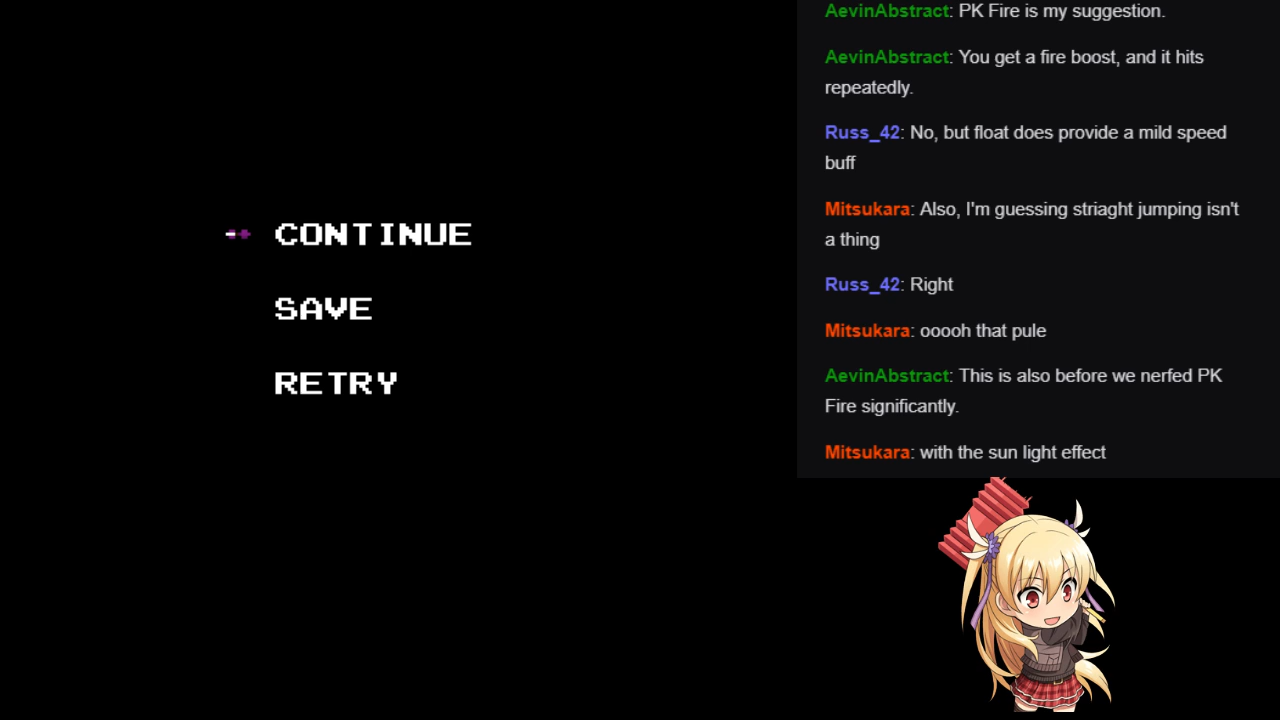 CONTINUE
SAVE
RETRY
AevinAbstract: PK Fire is my suggestion.
AevinAbstract: You get a fire boost, and it hits
repeatedly.
Russ_42: No, but float does provide a mild speed
buff
Mitsukara: Also, I'm guessing striaght jumping isn't
a thing
Russ_42: Right
Mitsukara: ooooh that pule
AevinAbstract: This is also before we nerfed PK
Fire significantly.
Mitsukara: with the sun light effect